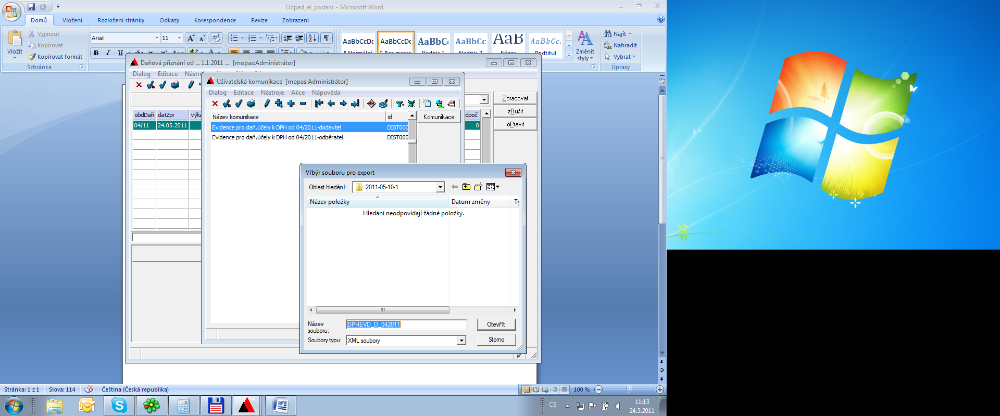 Odpad_el_podani - Microsoft Word
Domů Vložení Rozložení stránky Odkazy Korespondence Revize Zobrazení
Vložit
Vyjmout
Kopírovat
Kopírovat formát
Schránka
Arial 11
AaBbCcDc AaBbCcDc AaBbC AaBbCc AaB AaBbCc.
¶ Normální ¶ Bez mezer Nadpis 1 Nadpis 2 Název Podtitul
Změnit styly
Najít
Nahradit
Vybrat
Úpravy
Daňová přiznání od ... 1.1.2011 ... [mopas:Administrátor]
Dialog Editace Nástro
Zpracovat
zRušit
oPravit
obdDaň datZpr výka dpoč
04/11 24.05.2011 0
Uživatelská komunikace [mopas:Administrátor]
Dialog Editace Nástroje Akce Nápověda
Název komunikace id
Komunikace
Evidence pro daň.účely k DPH od 04/2011-dodavtel DIST000
Evidence pro daň.účely k DPH od 04/2011-odběratel DIST000
Vřbýr souboru pro export
Oblast hledání: 2011-05-10-1
Název položky Datum změny Ty
Hledání neodpovídají žádné položky.
Název souboru: DPHEVD_D_042011 Otevřít
Soubory typu: XML soubory Storno
Stránka: 1 z 1 Slova: 114 Čeština (Česká republika) 100 %
CS
11:13
24.5.2011